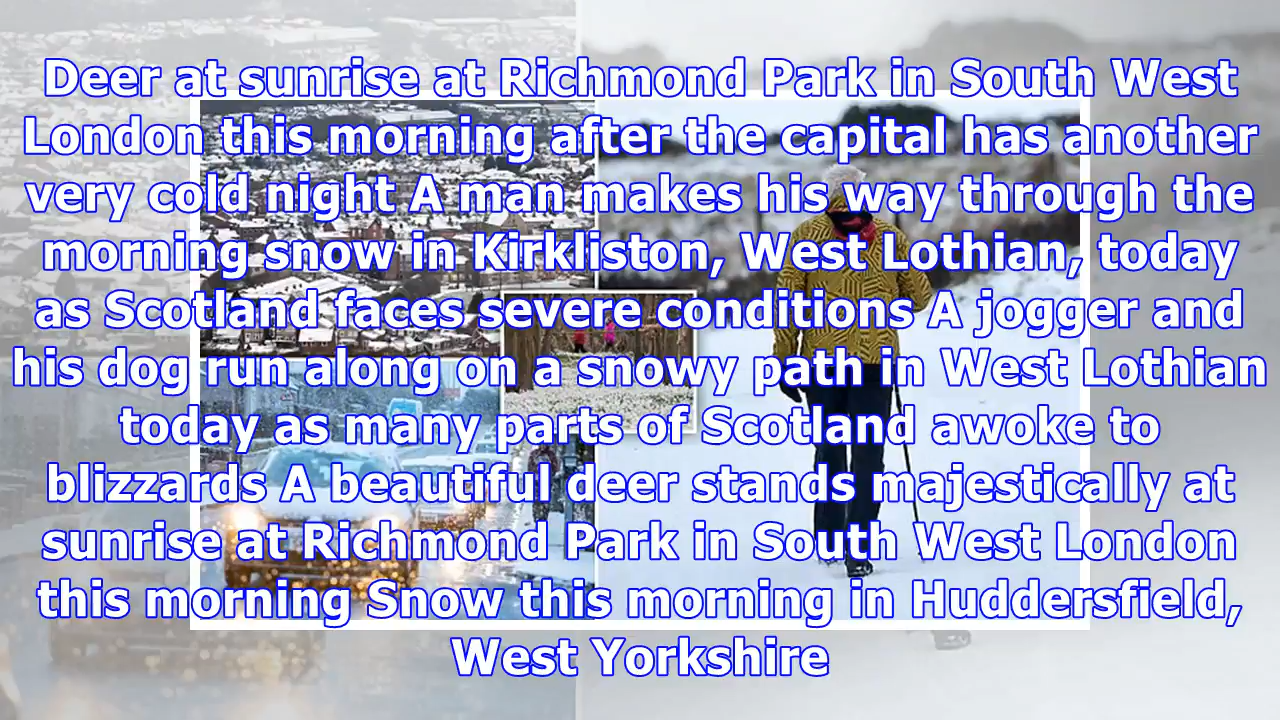 Deer at sunrise at Richmond Park in South West
London this morning after the capital has another
very cold night A man makes his way through the
morning snow in Kirkliston, West Lothian, today
as Scotland faces severe conditions A jogger and
his dog run along on a snowy path in West Lothian
today as many parts of Scotland awoke to
blizzards A beautiful deer stands majestically at
sunrise at Richmond Park in South West London
this morning Snow this morning in Huddersfield,
West Yorkshire